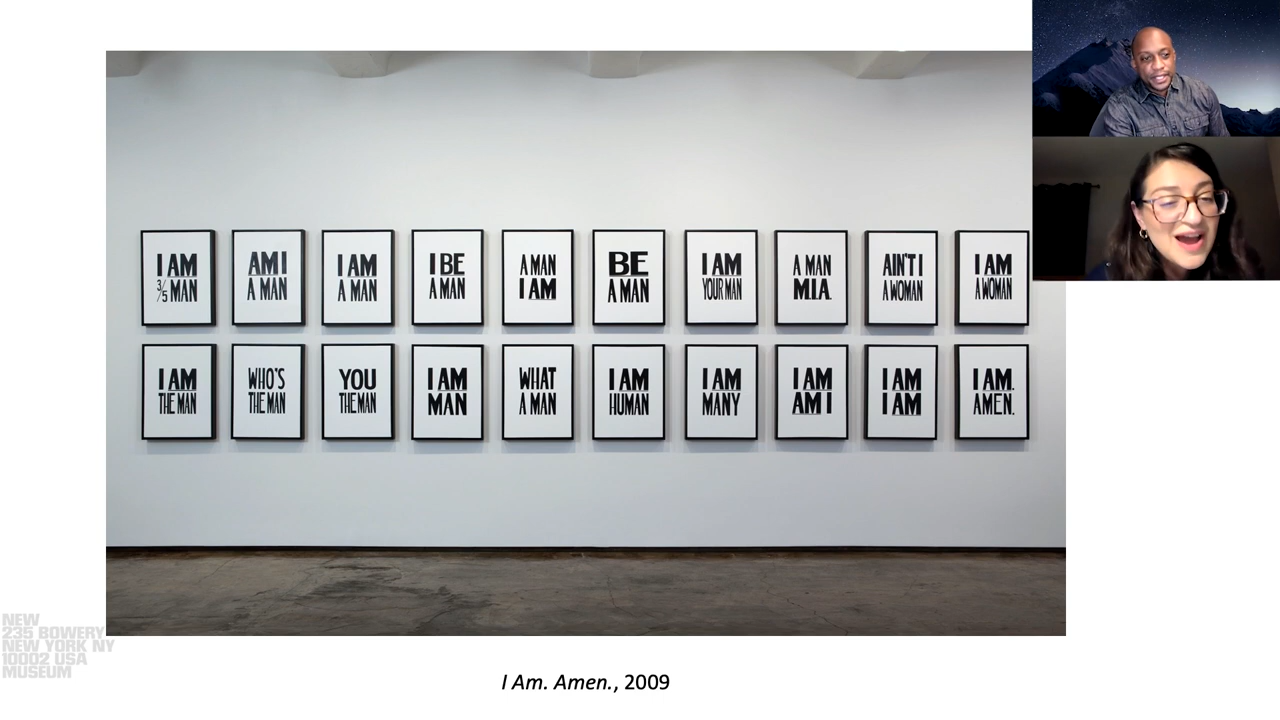 I AM
3/5 MAN
AM I
A MAN
I AM
A MAN
I BE
A MAN
A MAN
I AM
BE
A MAN
I AM
YOUR MAN
A MAN
M.I.A.
AIN'T I
A WOMAN
I AM
A WOMAN
I AM
THE MAN
WHO'S
THE MAN
YOU
THE MAN
I AM
MAN
WHAT
A MAN
I AM
HUMAN
I AM
MANY
I AM
AM I
I AM
I AM
I AM.
AMEN.
NEW
235 BOWERY
NEW YORK NY
10002 USA
MUSEUM
I Am. Amen., 2009